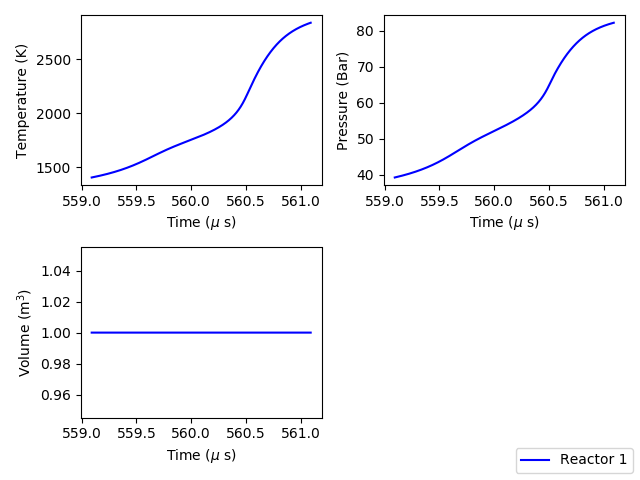 Temperature (K)
2500
2000
1500
559.0 559.5 560.0 560.5 561.0
Time (μ s)
Pressure (Bar)
80
70
60
50
40
559.0 559.5 560.0 560.5 561.0
Time (μ s)
Volume (m³)
1.04
1.02
1.00
0.98
0.96
559.0 559.5 560.0 560.5 561.0
Time (μ s)
Reactor 1